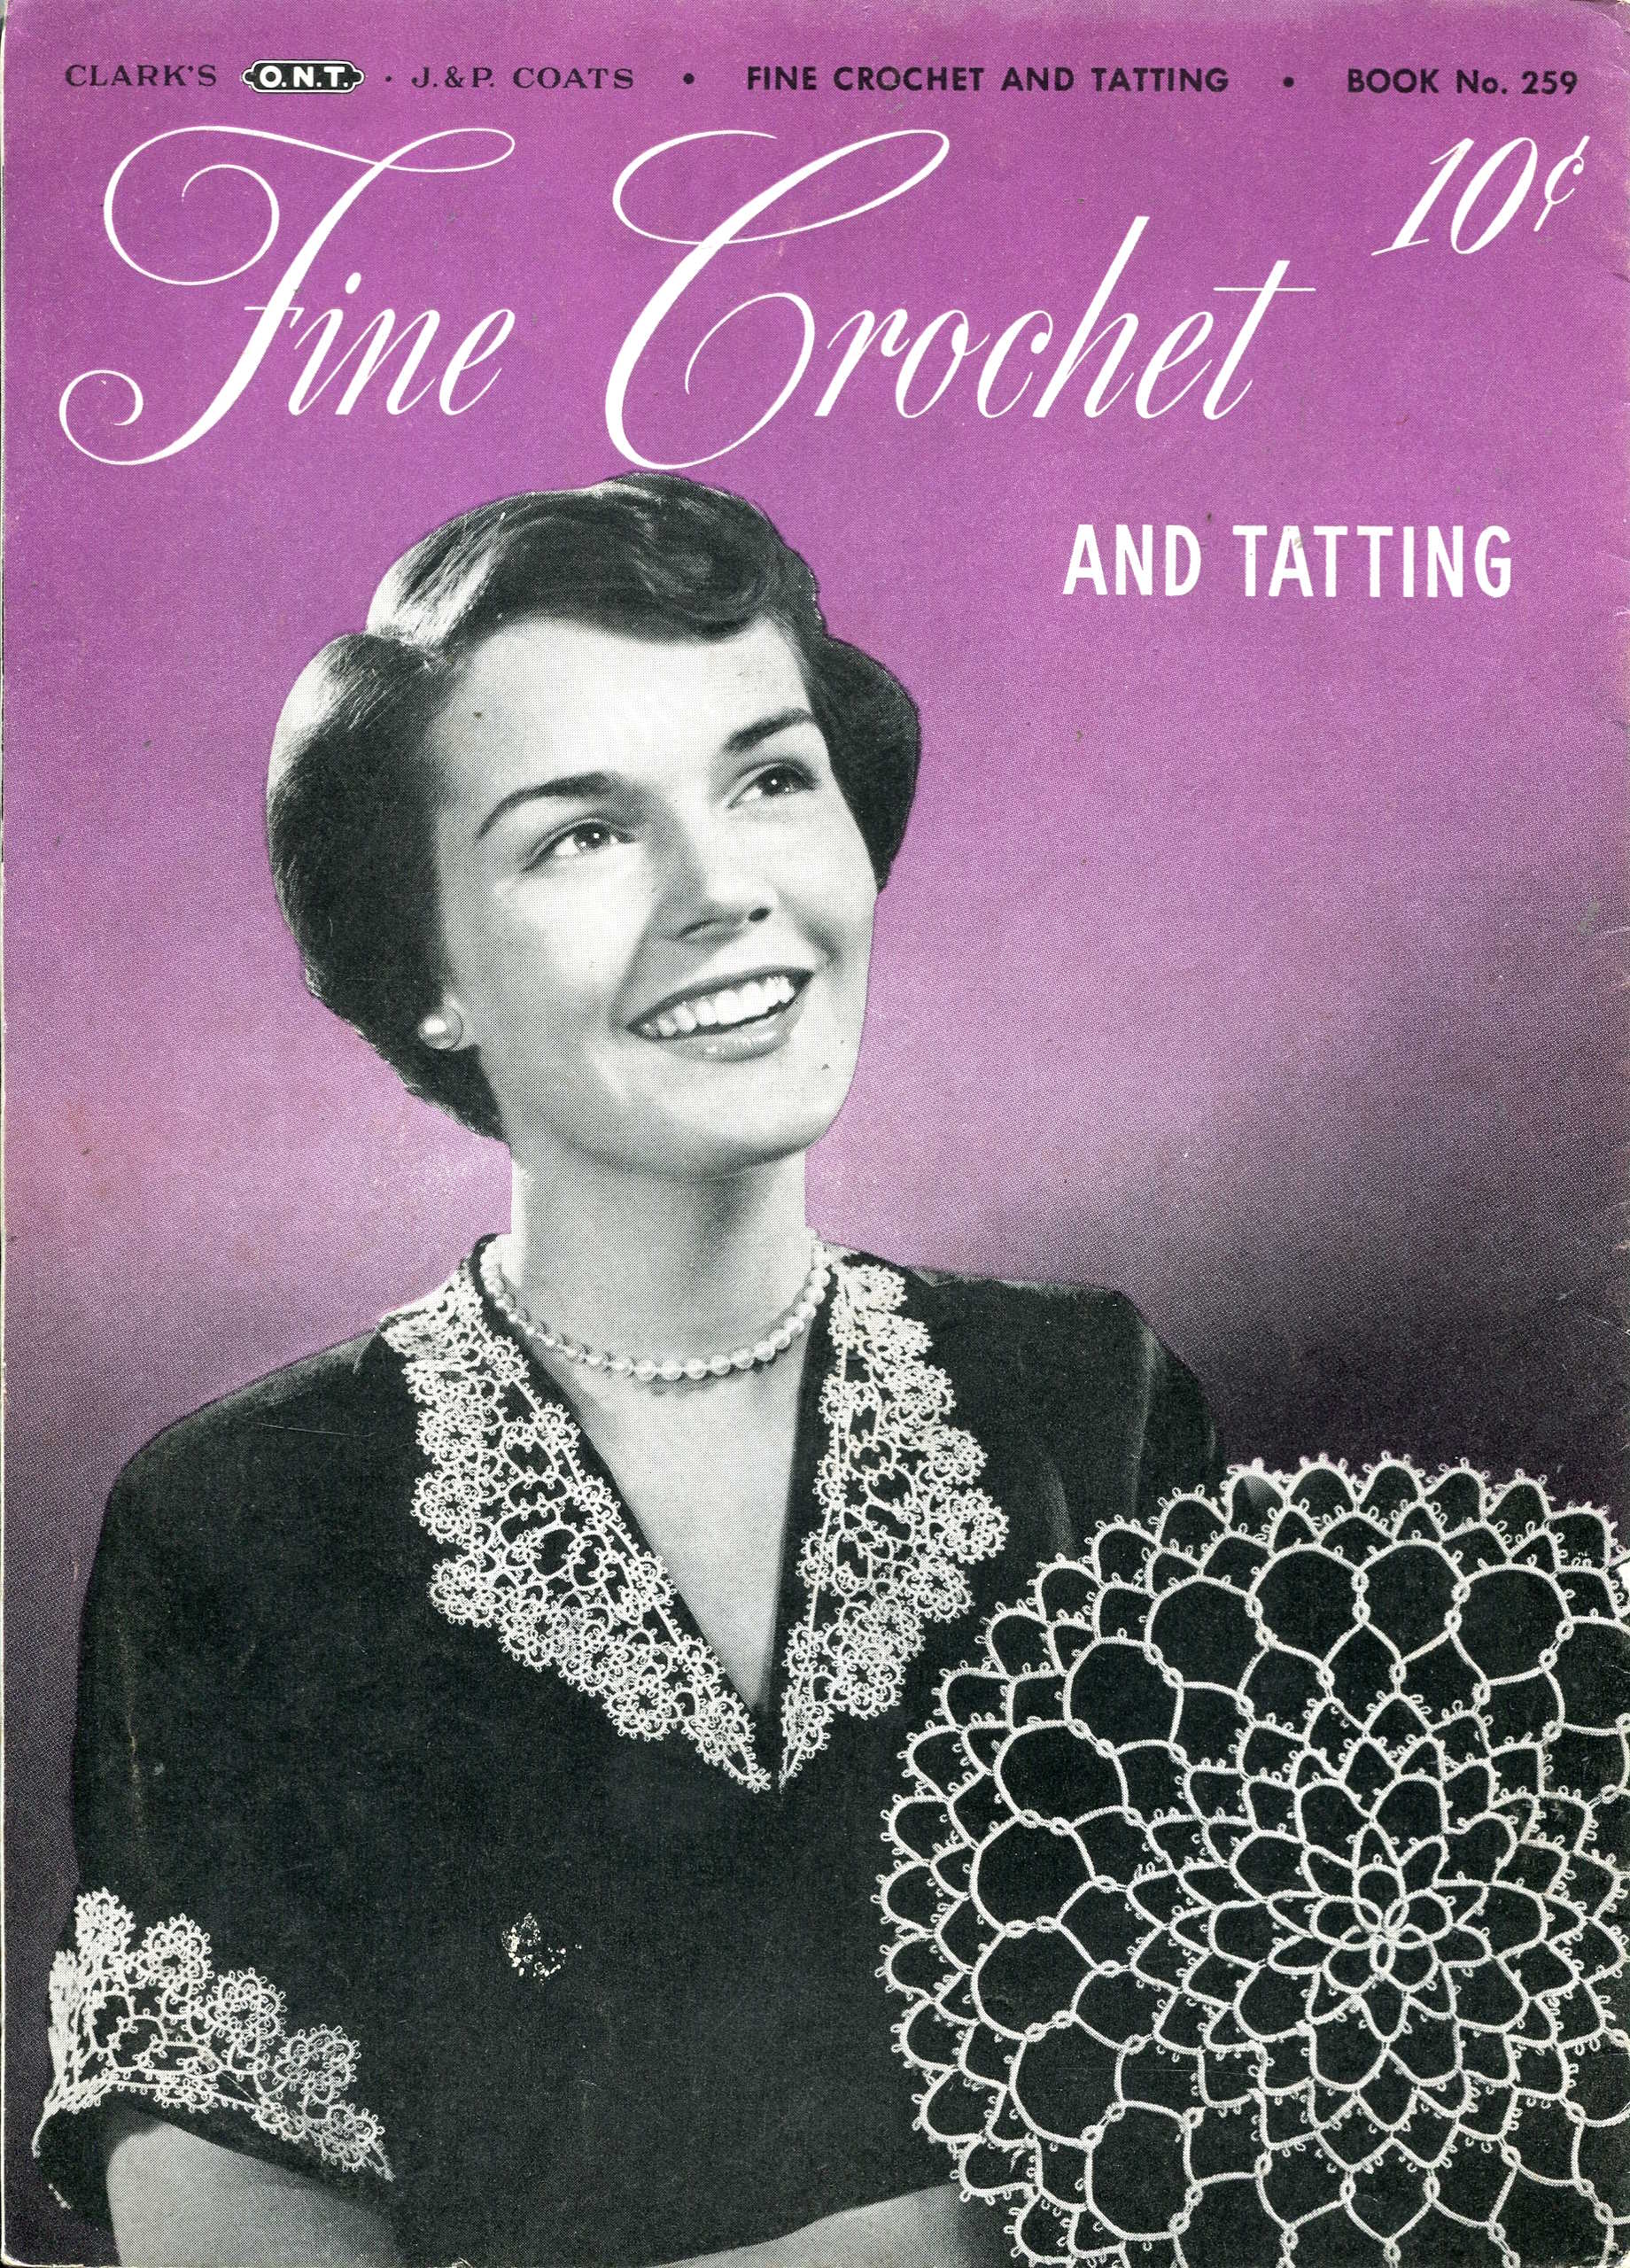 CLARK'S O.N.T. · J.&P. COATS • FINE CROCHET AND TATTING • BOOK No. 259
10¢
Fine Crochet
AND TATTING